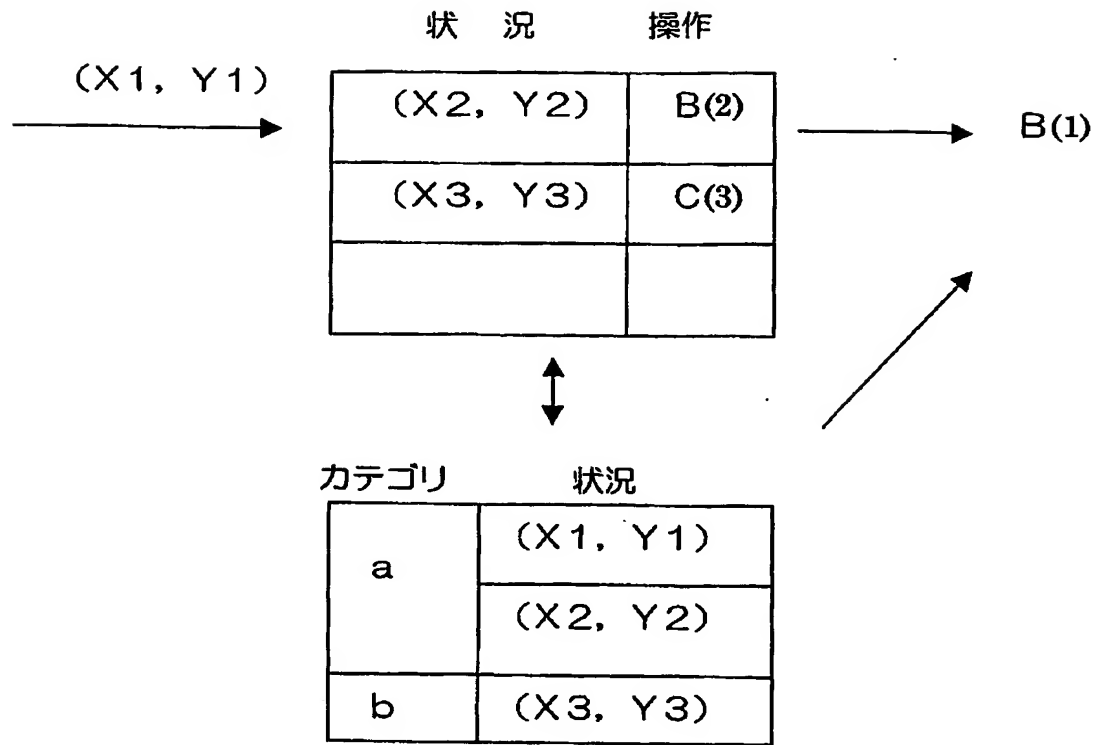 状 況 操作
(X1, Y1)
(X2, Y2) B(2)
B(1)
(X3, Y3) C(3)
カテゴリ 状況
a
(X1, Y1)
(X2, Y2)
b (X3, Y3)